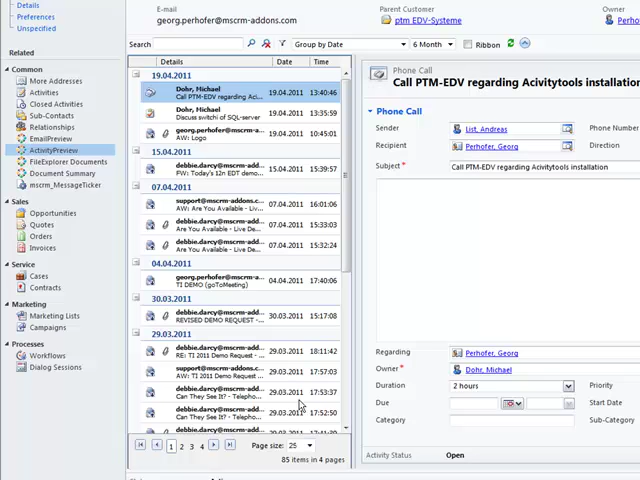 Details
Preferences
Unspecified
Related
Common
More Addresses
Activities
Closed Activities
Sub-Contacts
Relationships
EmailPreview
ActivityPreview
FileExplorer Documents
Document Summary
mscrm_MessageTicker
Sales
Opportunities
Quotes
Orders
Invoices
Service
Cases
Contracts
Marketing
Marketing Lists
Campaigns
Processes
Workflows
Dialog Sessions
E-mail
georg.perhofer@mscrm-addons.com
Parent Customer
ptm EDV-Systeme
Owner
Perho
Search
Group by Date
6 Month
Ribbon
Details Date Time
19.04.2011
Dohr, Michael
Call PTM-EDV regarding Aci... 19.04.2011 13:40:46
Dohr, Michael
Discuss switchi of SQL-server 19.04.2011 13:35:59
georg.perhofer@mscrm-a...
AW: Logo 19.04.2011 10:45:01
15.04.2011
debbie.darcy@mscrm-add...
FW: Today's 12n EDT demo... 15.04.2011 15:39:57
07.04.2011
support@mscrm-addons.c...
AW: Are You Available - Live D... 07.04.2011 16:01:06
debbie.darcy@mscrm-add...
Are You Available - Live De... 07.04.2011 15:33:03
debbie.darcy@mscrm-add...
Are You Available - Live De... 07.04.2011 15:32:24
04.04.2011
georg.perhofer@mscrm-a...
TI DEMO (goToMeeting) 04.04.2011 17:40:06
30.03.2011
debbie.darcy@mscrm-add...
REVISED DEMO REQUEST - ... 30.03.2011 15:17:08
29.03.2011
debbie.darcy@mscrm-add...
RE: TI 2011 Demo Request - ... 29.03.2011 18:11:42
support@mscrm-addons.c...
AW: TI 2011 Demo Request... 29.03.2011 17:57:03
debbie.darcy@mscrm-add...
Can They See It? - Telepho... 29.03.2011 17:53:37
debbie.darcy@mscrm-add...
Can They See It? - Telepho... 29.03.2011 17:52:50
debbie.darcy@mscrm-add...
1 2 3 4 Page size: 25
85 items in 4 pages
Phone Call
Call PTM-EDV regarding Acivitytools installation
Phone Call
Sender List, Andreas Phone Number
Recipient Perhofer, Georg Direction
Subject * Call PTM-EDV regarding Acivitytools installation
Regarding Perhofer, Georg
Owner * Dohr, Michael
Duration 2 hours Priority
Due Start Date
Category Sub-Category
Activity Status Open